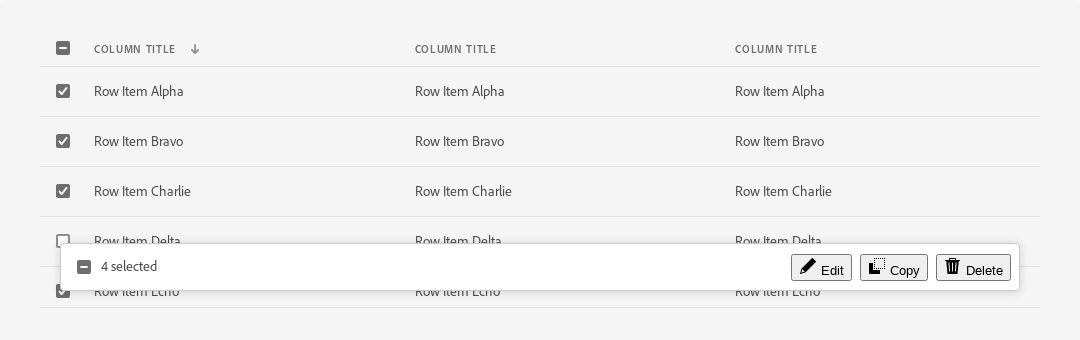 COLUMN TITLE COLUMN TITLE COLUMN TITLE
Row Item Alpha Row Item Alpha Row Item Alpha
Row Item Bravo Row Item Bravo Row Item Bravo
Row Item Charlie Row Item Charlie Row Item Charlie
Row Item Delta Row Item Delta Row Item Delta
4 selected Edit Copy Delete
Row Item Echo Row Item Echo Row Item Echo